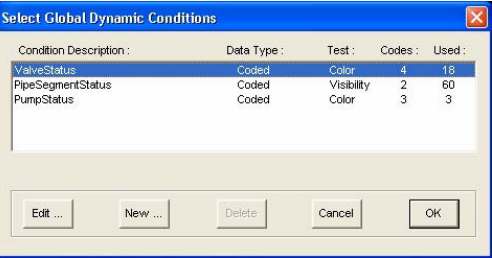 Select Global Dynamic Conditions
Condition Description : Data Type : Test : Codes : Used :
ValveStatus Coded Color 4 18
PipeSegmentStatus Coded Visibility 2 60
PumpStatus Coded Color 3 3
Edit ... New ... Delete Cancel OK